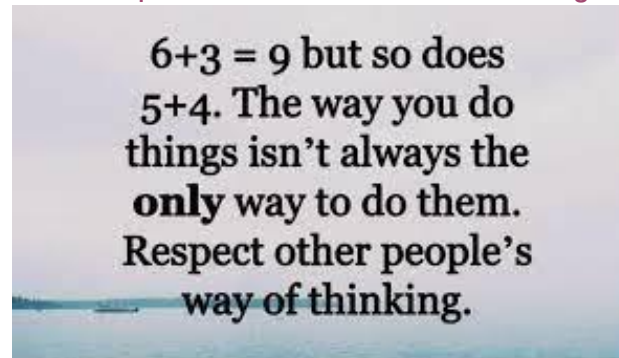 6+3 = 9 but so does
5+4. The way you do
things isn't always the
only way to do them.
Respect other people's
way of thinking.